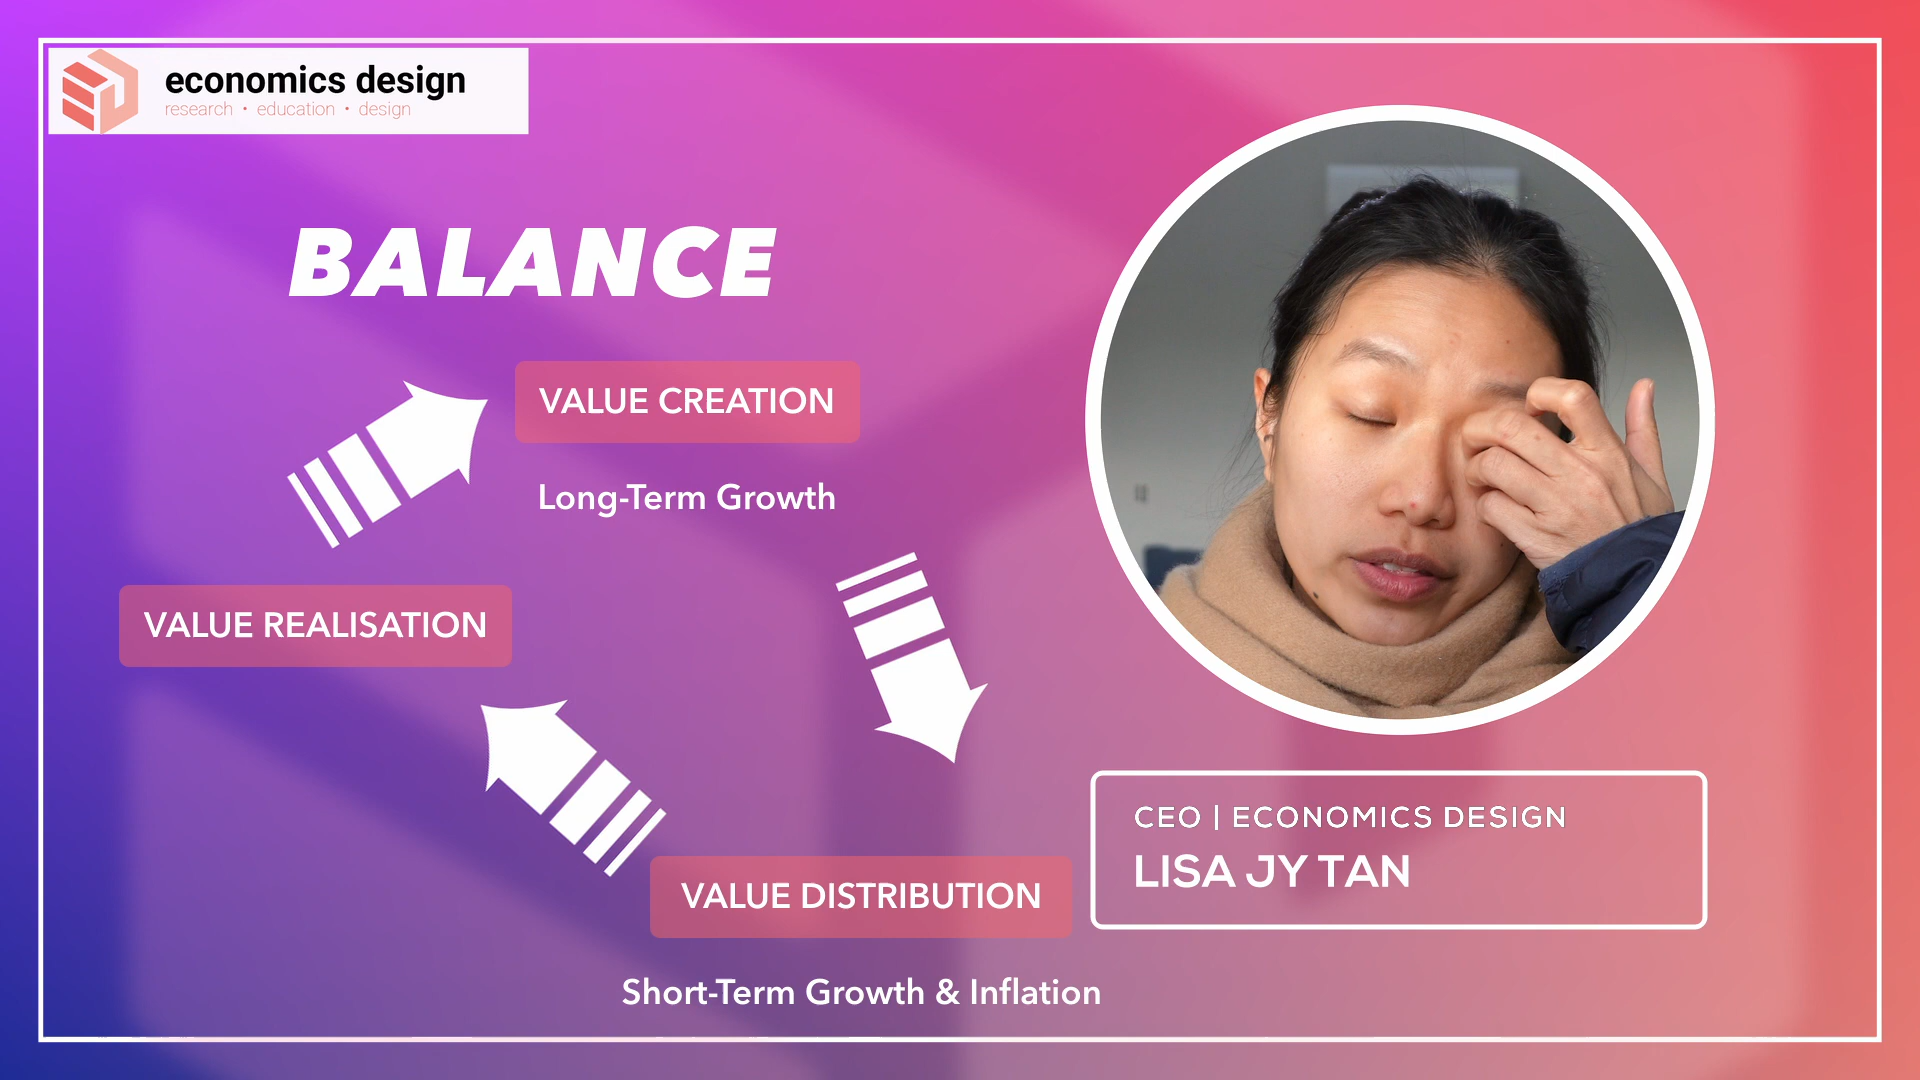 economics design
research • education • design
BALANCE
VALUE CREATION
Long-Term Growth
VALUE REALISATION
VALUE DISTRIBUTION
Short-Term Growth & Inflation
CEO | ECONOMICS DESIGN
LISA JY TAN